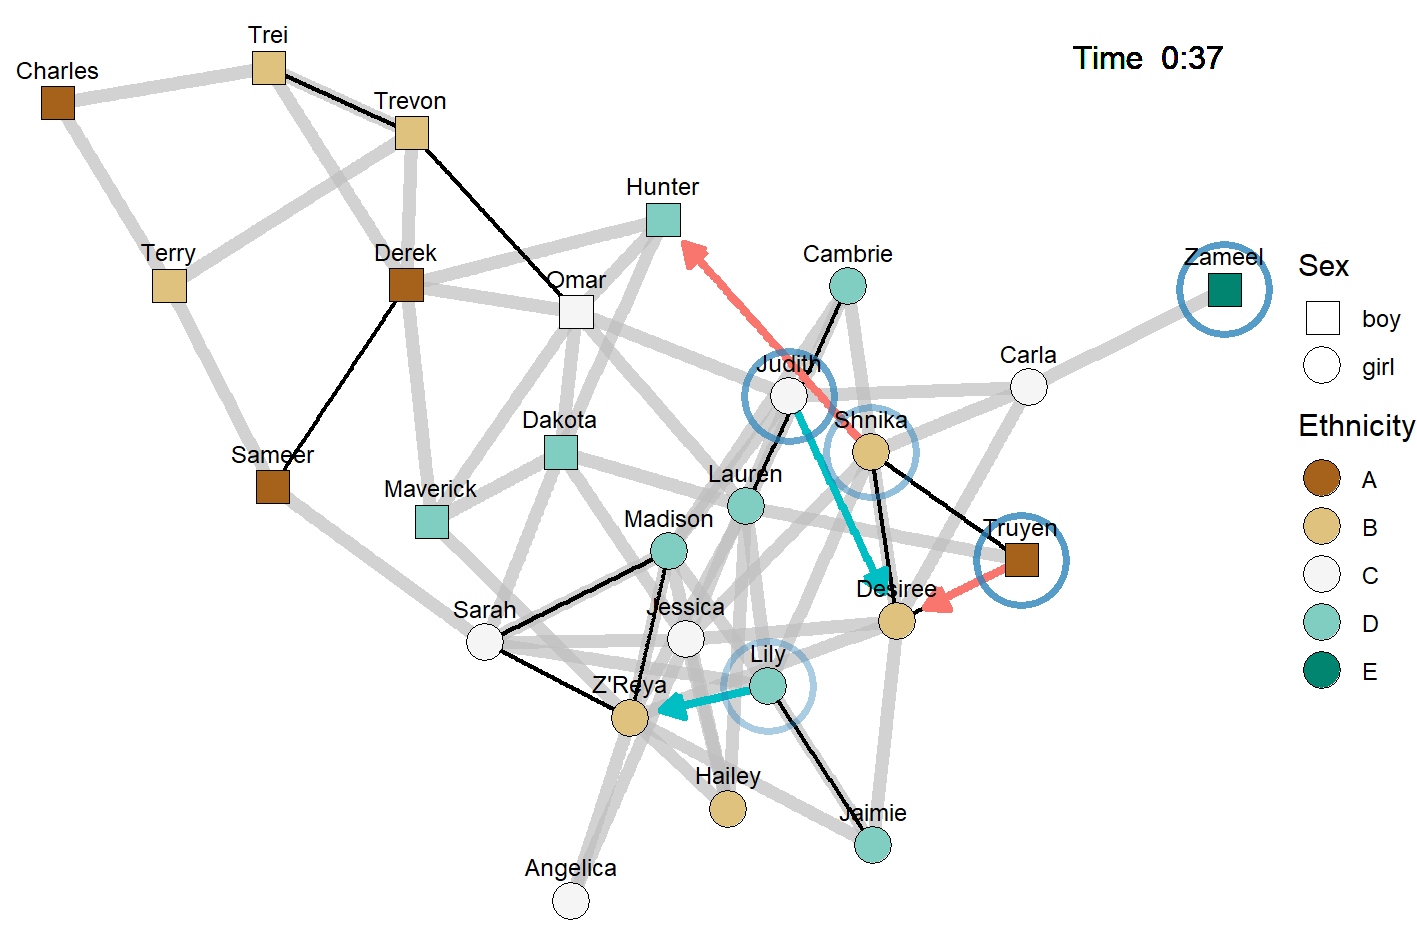 Trei
Time 0:37
Charles
Trevon
Hunter
Terry
Derek
Omar
Cambrie
Zameel
Sex
boy
girl
Judith
Carla
Dakota
Shnika
Ethnicity
Sameer
Maverick
Lauren
A
Madison
Truyen
B
Sarah
Jessica
Desiree
C
Z'Reya
Lily
D
E
Hailey
Jaimie
Angelica